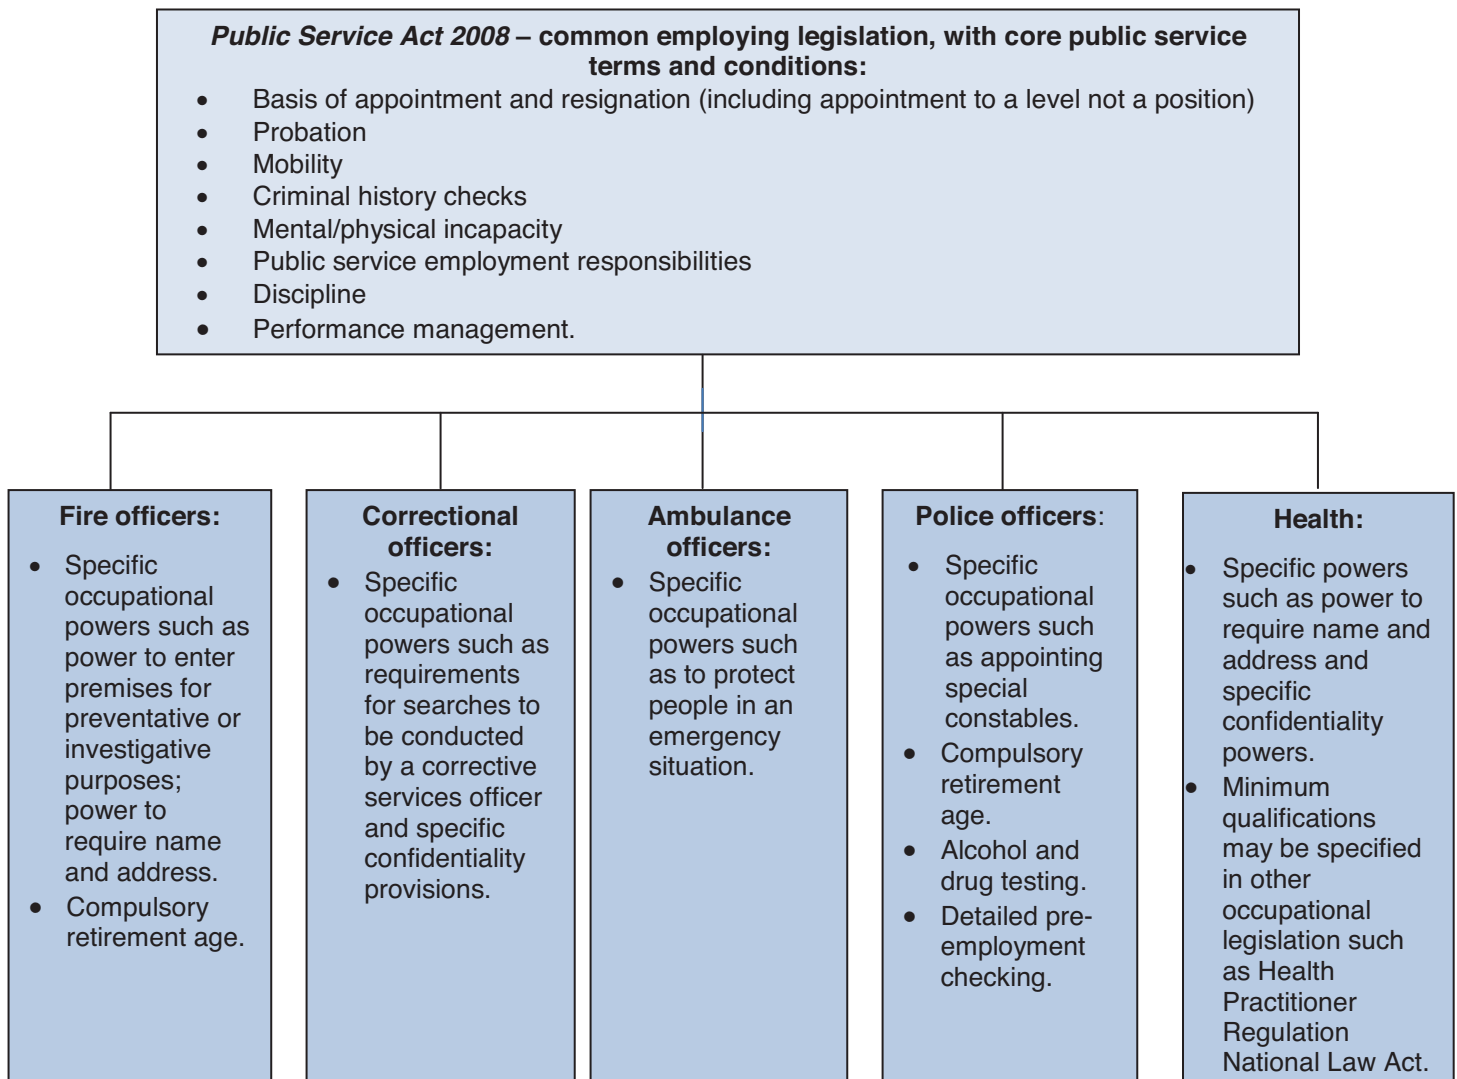 Public Service Act 2008 – common employing legislation, with core public service
terms and conditions:
• Basis of appointment and resignation (including appointment to a level not a position)
• Probation
• Mobility
• Criminal history checks
• Mental/physical incapacity
• Public service employment responsibilities
• Discipline
• Performance management.
Fire officers:
• Specific
occupational
powers such as
power to enter
premises for
preventative or
investigative
purposes;
power to
require name
and address.
• Compulsory
retirement age.
Correctional
officers:
• Specific
occupational
powers such as
requirements
for searches to
be conducted
by a corrective
services officer
and specific
confidentiality
provisions.
Ambulance
officers:
• Specific
occupational
powers such
as to protect
people in an
emergency
situation.
Police officers:
• Specific
occupational
powers such
as appointing
special
constables.
• Compulsory
retirement
age.
• Alcohol and
drug testing.
• Detailed pre-
employment
checking.
Health:
• Specific powers
such as power to
require name and
address and
specific
confidentiality
powers.
• Minimum
qualifications
may be specified
in other
occupational
legislation such
as Health
Practitioner
Regulation
National Law Act.